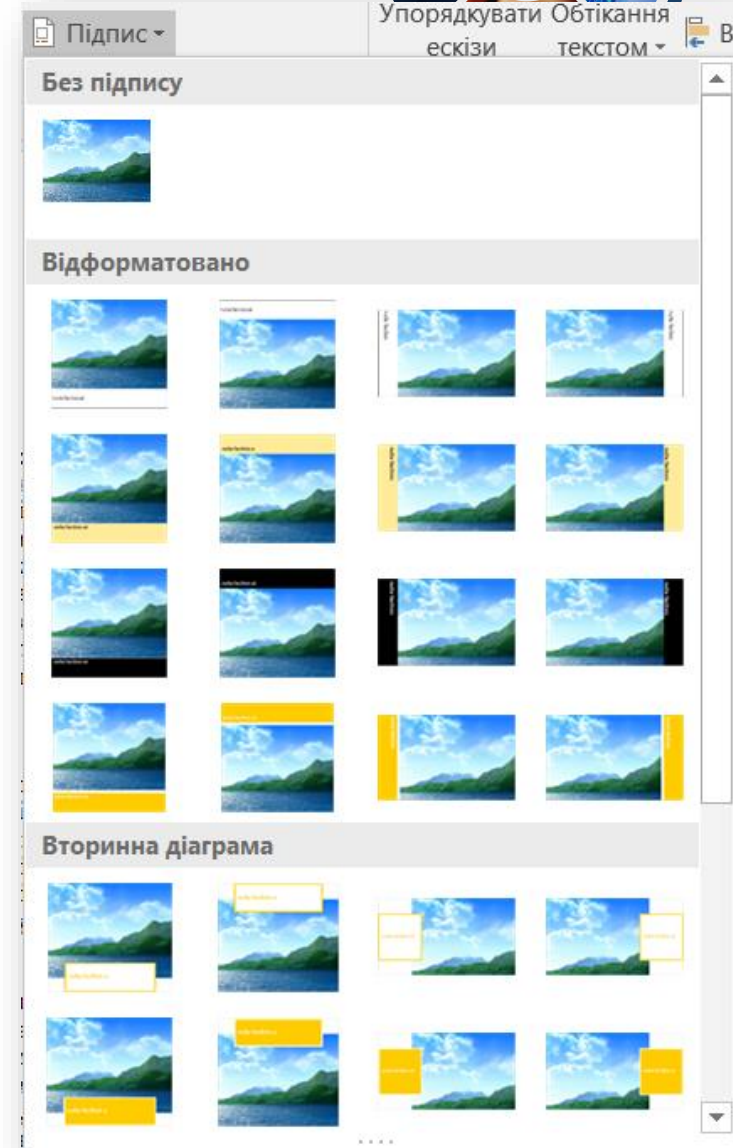 Підпис
Упорядкувати ескізи
Обтікання текстом
В
Без підпису
Відформатовано
Вторинна діаграма